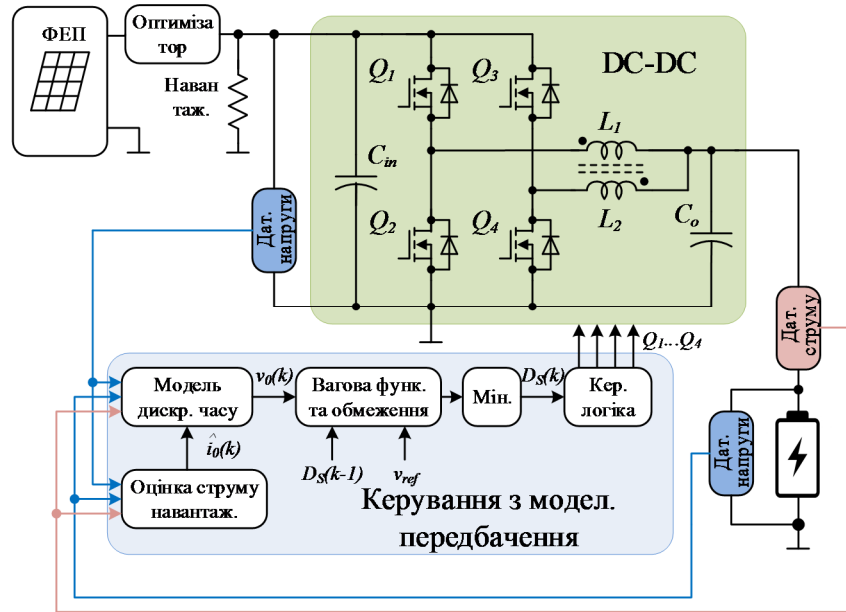 ФЕП
Оптиміза
тор
Наван
таж.
DC-DC
Q1
Q3
L1
Cin
L2
Q2
Q4
Co
Дат.
напруги
Дат.
струму
Q1...Q4
Модель
дискр. часу
v0(k)
Вагова функ.
та обмеження
Мін.
DS(k)
Кер.
логіка
î0(k)
DS(k-1)
vref
Оцінка струму
навантаж.
Керування з модел.
передбачення
Дат.
напруги